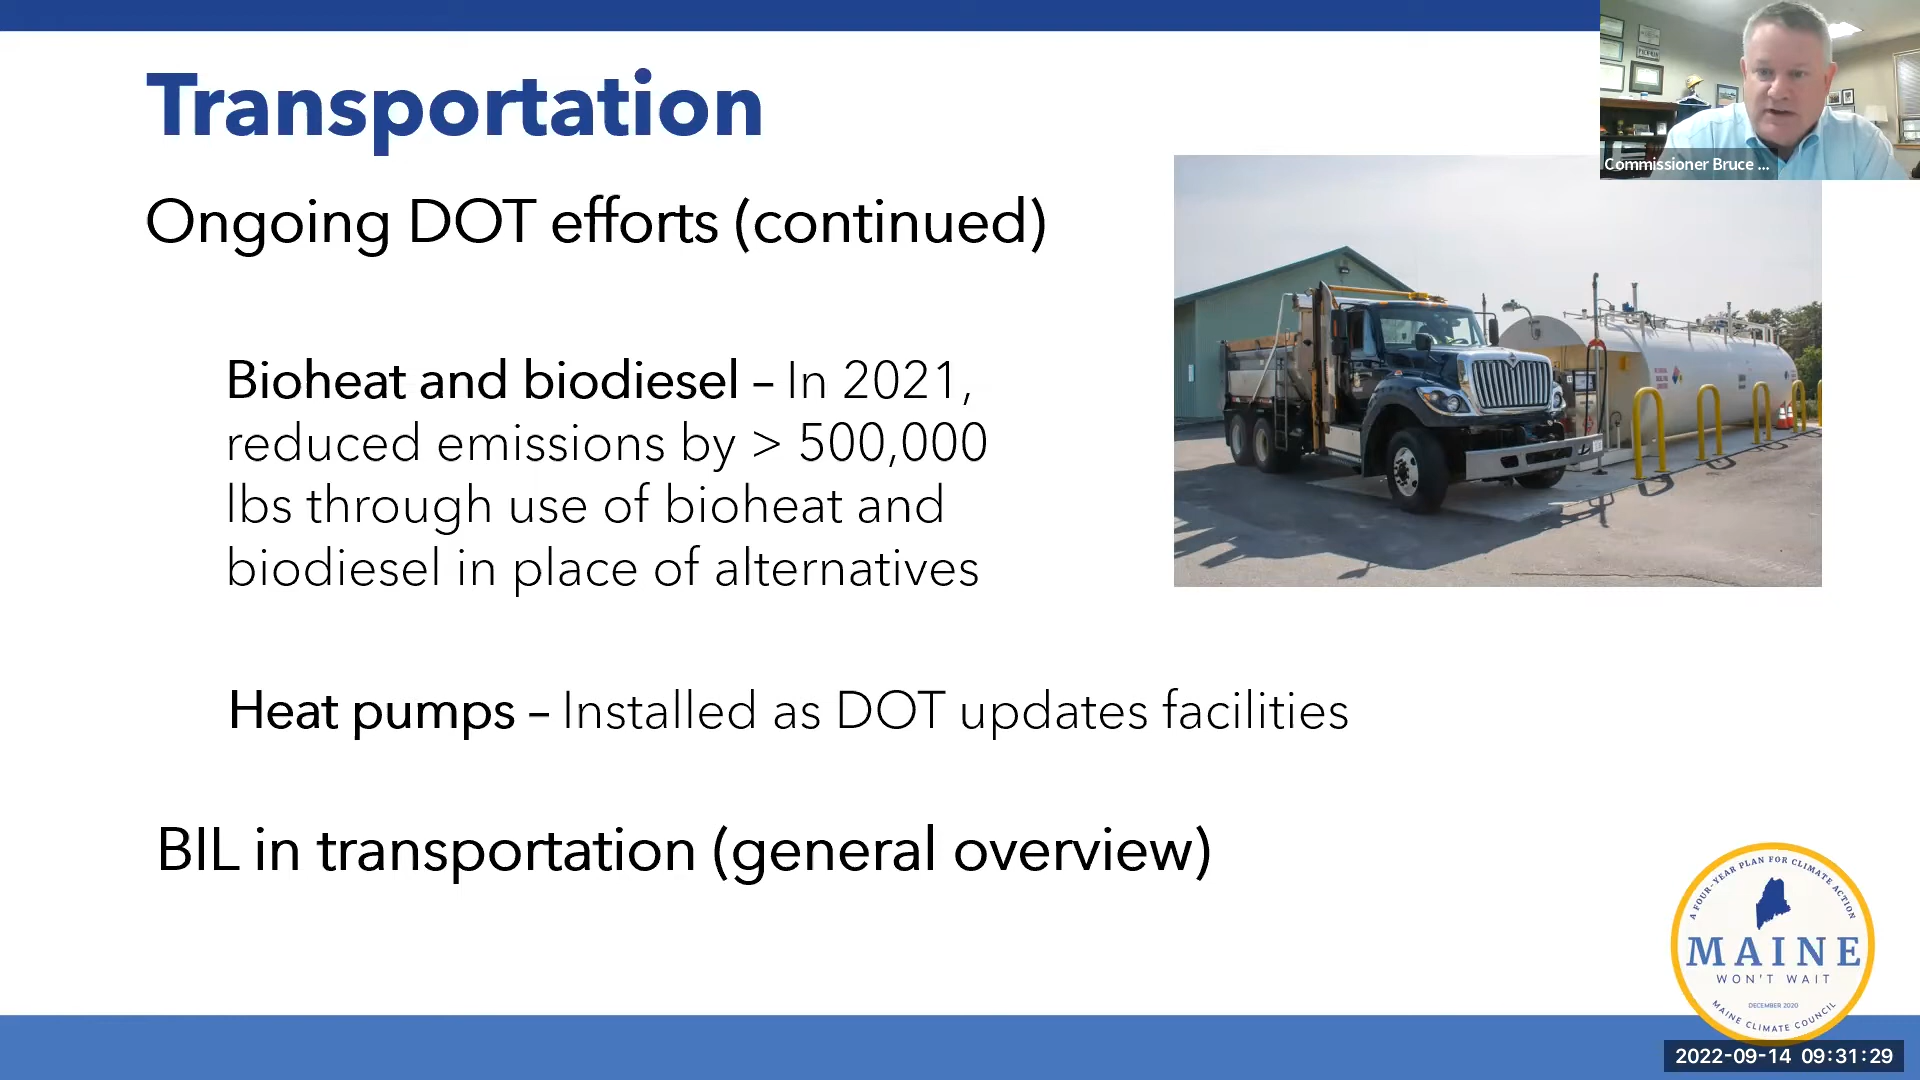 Transportation
Commissioner Bruce ...
Ongoing DOT efforts (continued)
Bioheat and biodiesel – In 2021,
reduced emissions by > 500,000
lbs through use of bioheat and
biodiesel in place of alternatives
Heat pumps – Installed as DOT updates facilities
BIL in transportation (general overview)
A FOUR-YEAR PLAN FOR CLIMATE ACTION
MAINE
WON'T WAIT
DECEMBER 2020
MAINE CLIMATE COUNCIL
2022-09-14 09:31:29